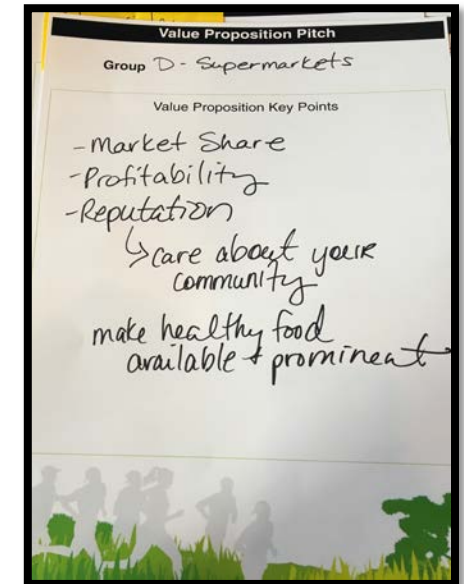 Value Proposition Pitch
Group D - Supermarkets
Value Proposition Key Points
- Market Share
- Profitability
- Reputation
↳ care about your
community
make healthy food
available + prominent